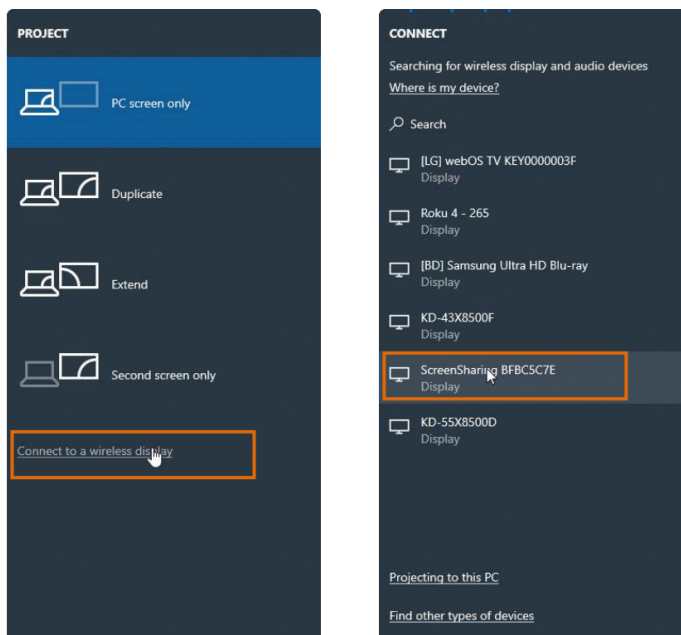 PROJECT
PC screen only
Duplicate
Extend
Second screen only
Connect to a wireless display
CONNECT
Searching for wireless display and audio devices
Where is my device?
Search
[LG] webOS TV KEY0000003F
Display
Roku 4 - 265
Display
[BD] Samsung Ultra HD Blu-ray
Display
KD-43X8500F
Display
ScreenSharing BFBC5C7E
Display
KD-55X8500D
Display
Projecting to this PC
Find other types of devices